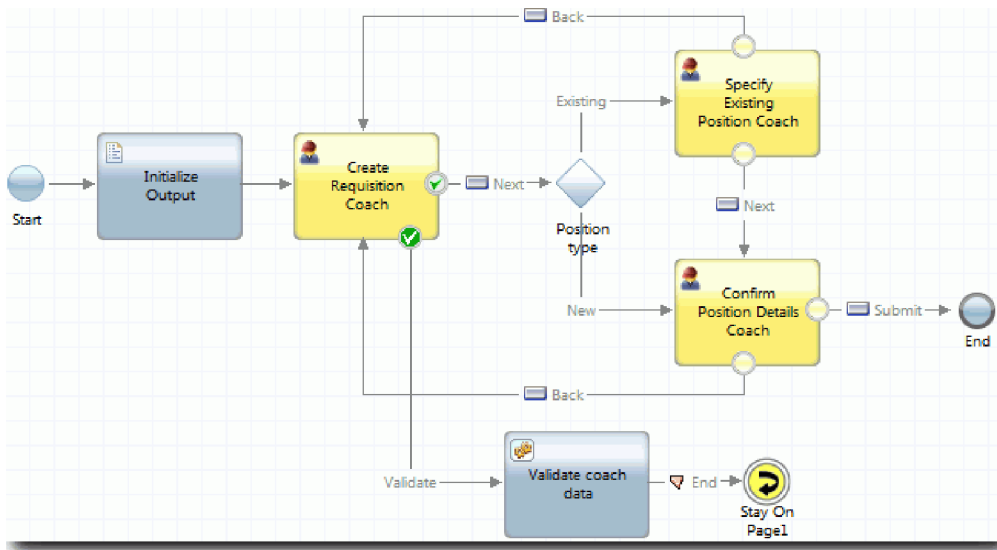 Back
Specify
Existing
Position Coach
Existing
Initialize
Output
Create
Requisition
Coach
Next
Start
Next
Position
type
Confirm
Position Details
Coach
New
Submit
End
Back
Validate
Validate coach
data
End
Stay On
Page1